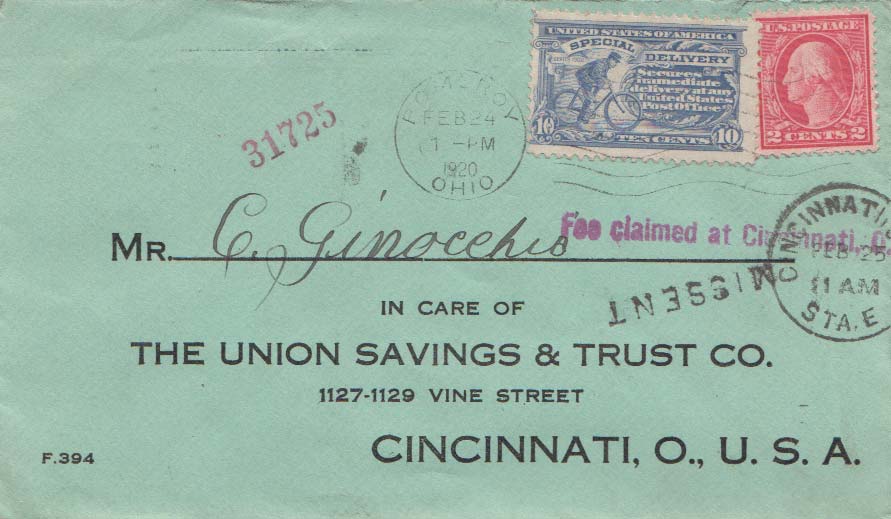 UNITED STATES OF AMERICA
SPECIAL DELIVERY
Secures
immediate
delivery at any
United States
Post Office
10 TEN CENTS 10
U.S. POSTAGE
2 CENTS 2
POMEROY
FEB 24
1 - PM
1920
OHIO
31725
Fee claimed at Cincinnati, O.
CINCINNATI
FEB 25
11 AM
STA. E
MISSENT
MR. C. Ginocchio
IN CARE OF
THE UNION SAVINGS & TRUST CO.
1127-1129 VINE STREET
F.394
CINCINNATI, O., U. S. A.